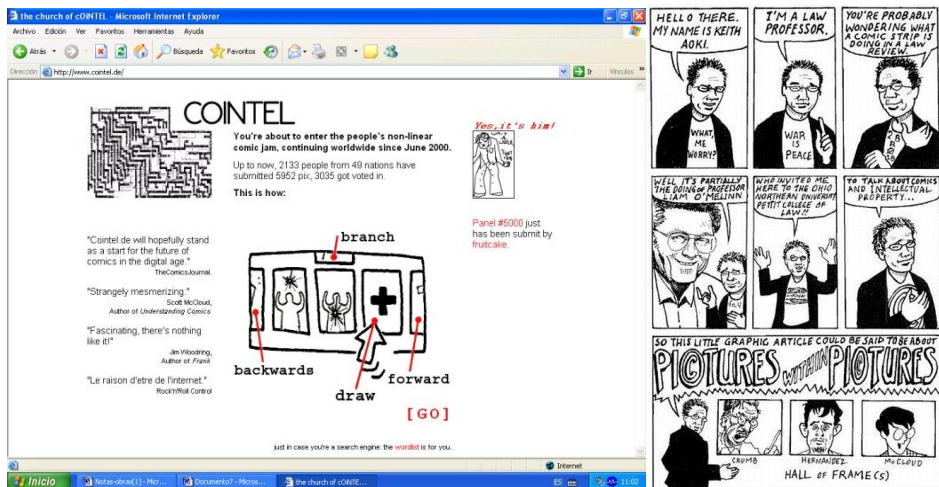 the church of cOiNTEL - Microsoft Internet Explorer
Archivo Edición Ver Favoritos Herramientas Ayuda
Atrás Búsqueda Favoritos
Dirección http://www.cointel.de/ Ir Vínculos »
COINTEL
You're about to enter the people's non-linear
comic jam, continuing worldwide since June 2000.
Up to now, 2133 people from 49 nations have
submitted 5952 pix, 3035 got voted in.
This is how:
Yes,it's him!
Panel #5000 just
has been submit by
fruitcake.
"Cointel.de will hopefully stand
as a start for the future of
comics in the digital age."
TheComicsJournal.
"Strangely mesmerizing."
Scott McCloud,
Author of Understanding Comics
"Fascinating, there's nothing
like it!"
Jim Woodring,
Author of Frank
"Le raison d'etre de l'internet."
Rock'n'Roll Control
branch
backwards
draw
forward
[GO]
just in case you're a search engine: the wordlist is for you.
Internet
Inicio Notas-obras[1] - Micr... Documento7 - Micros... the church of cOiNTE... ES 11:02
HELLO THERE.
MY NAME IS KEITH
AOKI.
WHAT,
ME
WORRY?
I'M A LAW
PROFESSOR.
WAR
IS
PEACE
YOU'RE PROBABLY
WONDERING WHAT
A COMIC STRIP IS
DOING IN A LAW
REVIEW.
WELL IT'S PARTIALLY
THE DOING OF PROFESSOR
LIAM O'MELINN
WHO INVITED ME
HERE TO THE OHIO
NORTHERN UNIVERSITY
PETTIT COLLEGE OF
LAW!!
TO TALK ABOUT COMICS
AND INTELLECTUAL
PROPERTY...
SO THIS LITTLE GRAPHIC ARTICLE COULD BE SAID TO BE ABOUT
PI©TURES WITHIN PI©TURES
CRUMB
HERNANDEZ
McCLOUD
HALL OF FRAME(S)